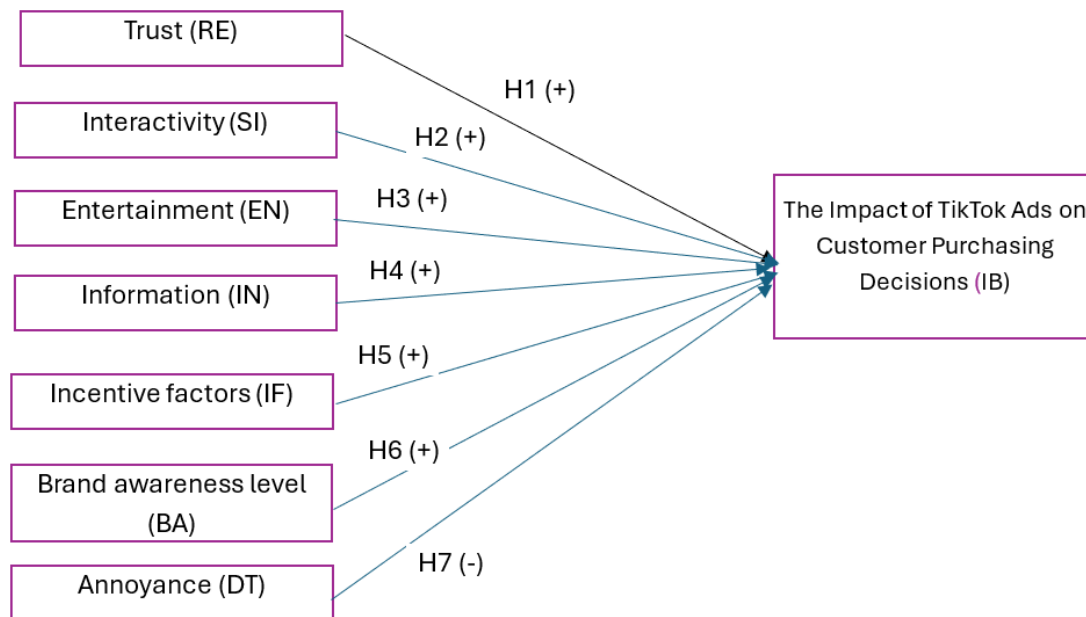 Trust (RE)
H1 (+)
Interactivity (SI)
H2 (+)
Entertainment (EN)
H3 (+)
Information (IN)
H4 (+)
Incentive factors (IF)
H5 (+)
Brand awareness level
(BA)
H6 (+)
Annoyance (DT)
H7 (-)
The Impact of TikTok Ads on
Customer Purchasing
Decisions (IB)